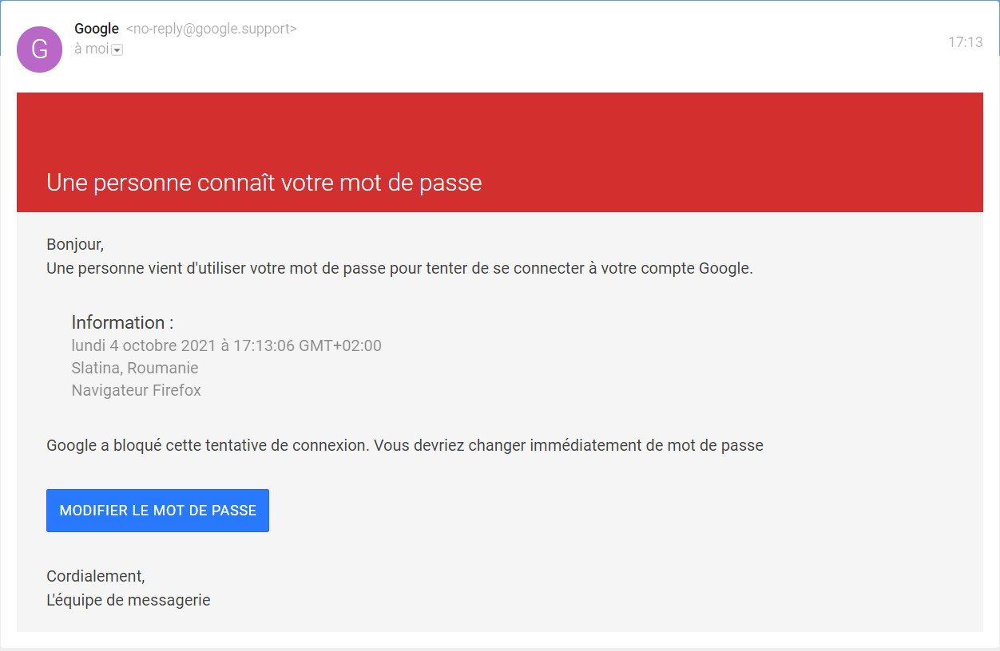 G
Google <no-reply@google.support>
à moi
17:13
Une personne connaît votre mot de passe
Bonjour,
Une personne vient d'utiliser votre mot de passe pour tenter de se connecter à votre compte Google.
Information :
lundi 4 octobre 2021 à 17:13:06 GMT+02:00
Slatina, Roumanie
Navigateur Firefox
Google a bloqué cette tentative de connexion. Vous devriez changer immédiatement de mot de passe
MODIFIER LE MOT DE PASSE
Cordialement,
L'équipe de messagerie